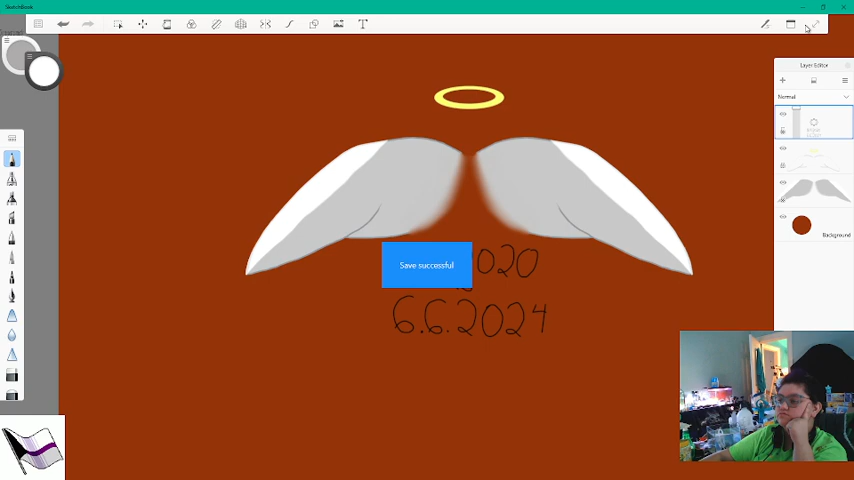 SketchBook
Layer Editor
Normal
Background
Save successful
020
6.6.2024